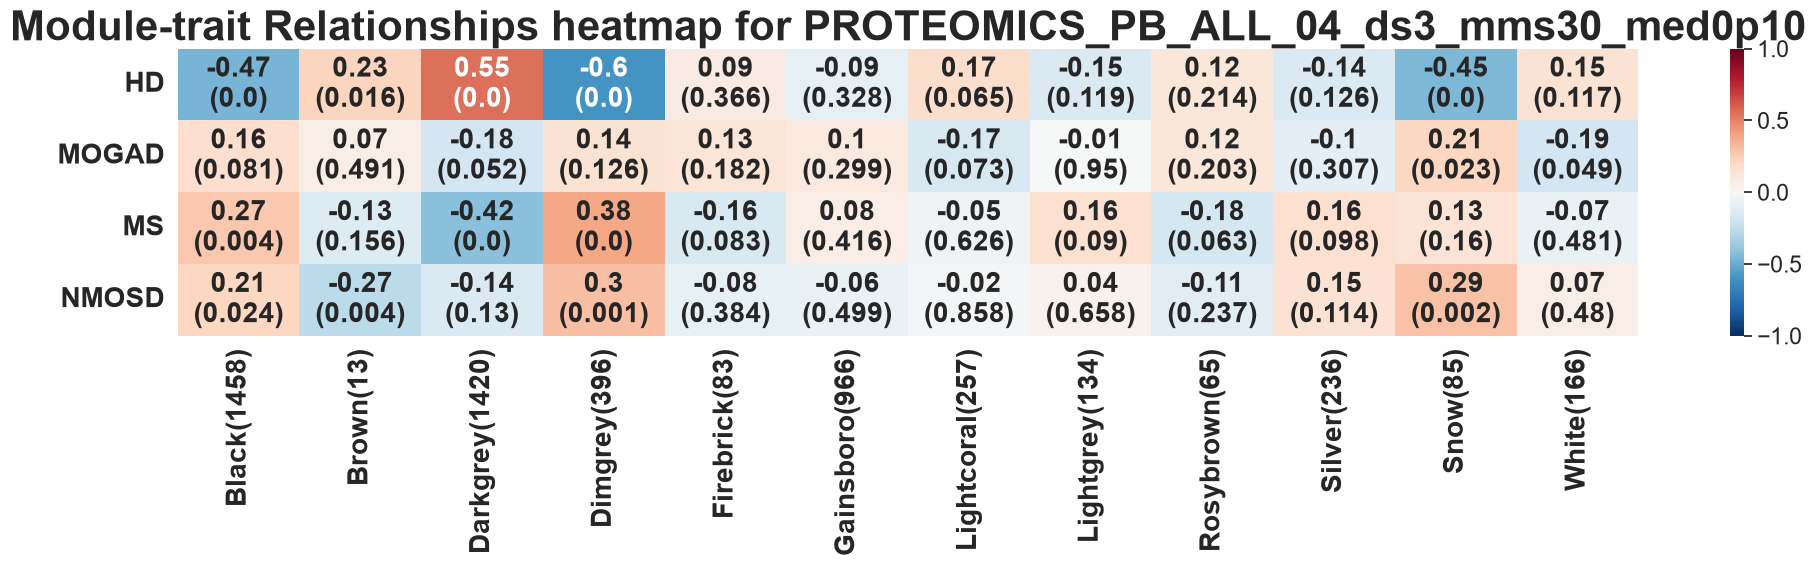 Module-trait Relationships heatmap for PROTEOMICS_PB_ALL_04_ds3_mms30_med0p10
HD -0.47 0.23 0.55 -0.6 0.09 -0.09 0.17 -0.15 0.12 -0.14 -0.45 0.15
(0.0) (0.016) (0.0) (0.0) (0.366) (0.328) (0.065) (0.119) (0.214) (0.126) (0.0) (0.117)
MOGAD 0.16 0.07 -0.18 0.14 0.13 0.1 -0.17 -0.01 0.12 -0.1 0.21 -0.19
(0.081) (0.491) (0.052) (0.126) (0.182) (0.299) (0.073) (0.95) (0.203) (0.307) (0.023) (0.049)
MS 0.27 -0.13 -0.42 0.38 -0.16 0.08 -0.05 0.16 -0.18 0.16 0.13 -0.07
(0.004) (0.156) (0.0) (0.0) (0.083) (0.416) (0.626) (0.09) (0.063) (0.098) (0.16) (0.481)
NMOSD 0.21 -0.27 -0.14 0.3 -0.08 -0.06 -0.02 0.04 -0.11 0.15 0.29 0.07
(0.024) (0.004) (0.13) (0.001) (0.384) (0.499) (0.858) (0.658) (0.237) (0.114) (0.002) (0.48)
Black(1458)
Brown(13)
Darkgrey(1420)
Dimgrey(396)
Firebrick(83)
Gainsboro(966)
Lightcoral(257)
Lightgrey(134)
Rosybrown(65)
Silver(236)
Snow(85)
White(166)
1.0
0.5
0.0
−0.5
−1.0